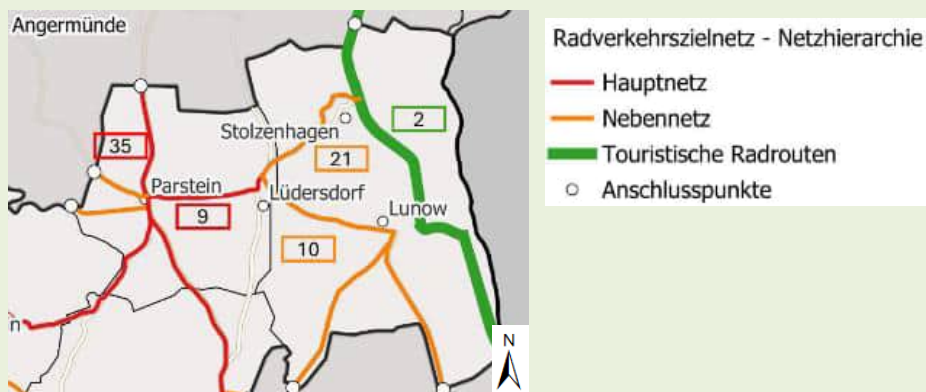 Angermünde
35
Stolzenhagen
2
21
Parstein
Lüdersdorf
9
Lunow
10
n
N
Radverkehrszielnetz - Netzhierarchie
Hauptnetz
Nebennetz
Touristische Radrouten
Anschlusspunkte